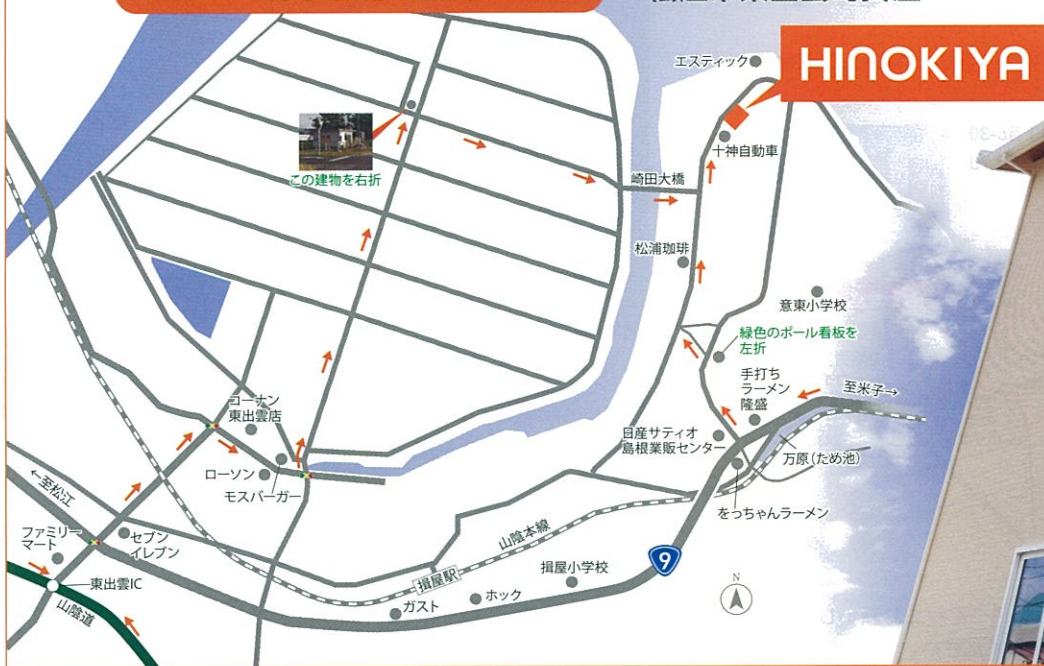 エスティック
HINOKIYA
十神自動車
この建物を右折
崎田大橋
松浦珈琲
意東小学校
緑色のポール看板を
左折
手打ち
ラーメン
隆盛
至米子→
コーナン
東出雲店
日産サティオ
島根業販センター
万原(ため池)
ローソン
モスバーガー
←至松江
をっちゃんラーメン
ファミリー
マート
セブン
イレブン
山陰本線
揖屋駅
揖屋小学校
9
N
東出雲IC
ホック
ガスト
山陰道